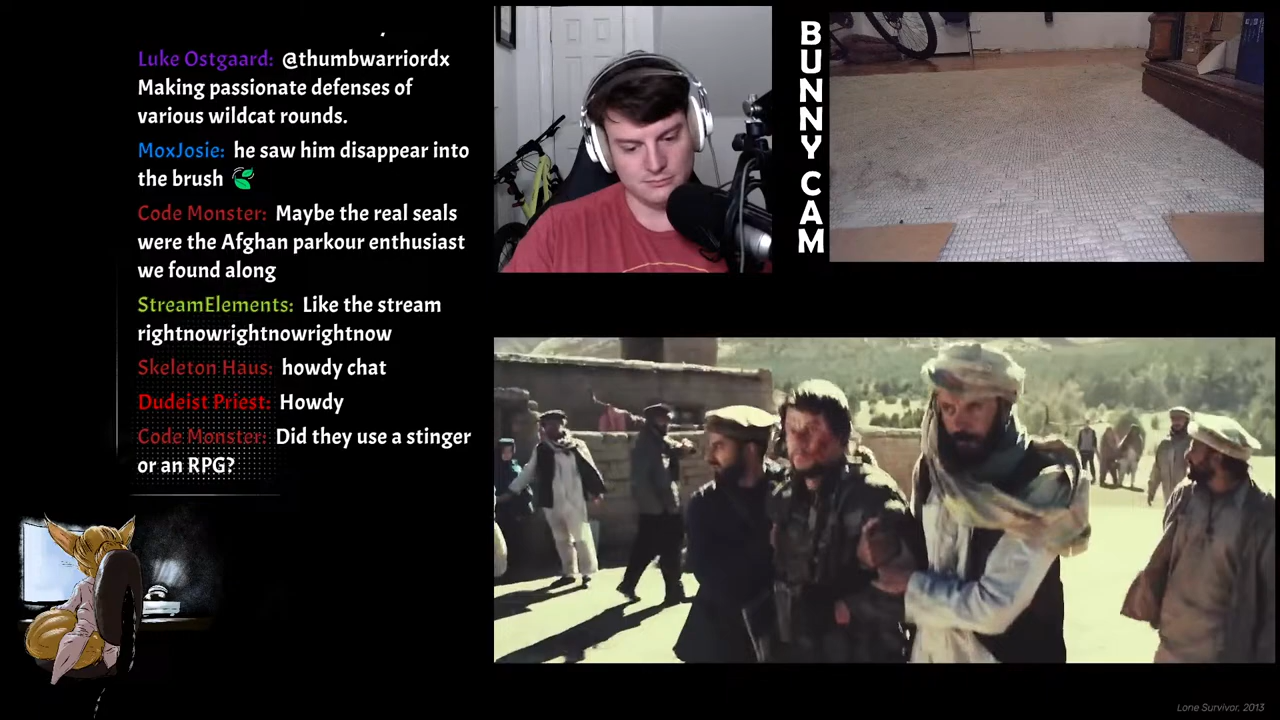 Luke Ostgaard: @thumbwarriordx
Making passionate defenses of
various wildcat rounds.
MoxJosie: he saw him disappear into
the brush
Code Monster: Maybe the real seals
were the Afghan parkour enthusiast
we found along
StreamElements: Like the stream
rightnowrightnowrightnow
Skeleton Haus: howdy chat
Dudeist Priest: Howdy
Code Monster: Did they use a stinger
or an RPG?
BUNNY CAM
Lone Survivor, 2013